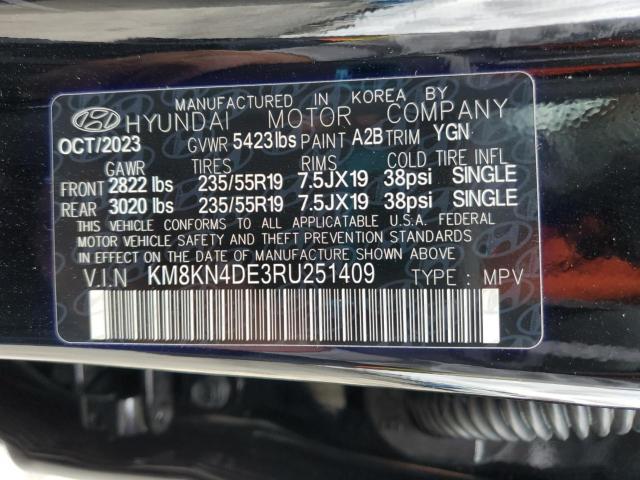 MANUFACTURED IN KOREA BY
HYUNDAI MOTOR COMPANY
OCT/2023 GVWR 5423lbs PAINT A2B TRIM YGN
GAWR TIRES RIMS COLD TIRE INFL
FRONT 2822 lbs 235/55R19 7.5JX19 38psi SINGLE
REAR 3020 lbs 235/55R19 7.5JX19 38psi SINGLE
THIS VEHICLE CONFORMS TO ALL APPLICATABLE U.S.A. FEDERAL
MOTOR VEHICLE SAFETY AND THEFT PREVENTION STANDARDS
IN EFFECT ON THE DATE OF MANUFACTURE SHOWN ABOVE.
V.I.N KM8KN4DE3RU251409 TYPE : MPV